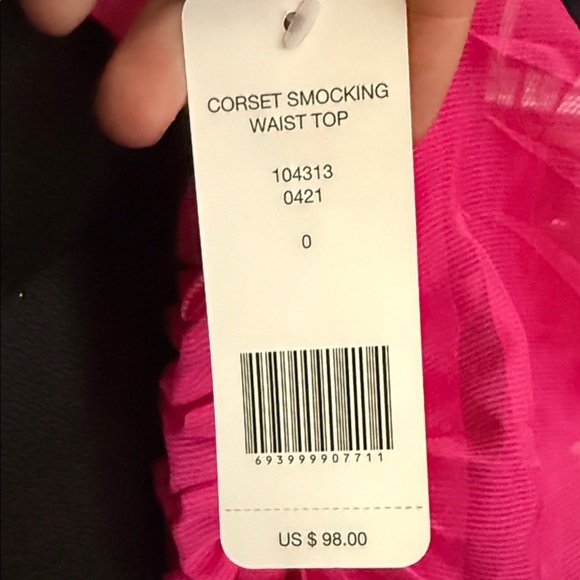 CORSET SMOCKING
WAIST TOP
104313
0421
0
693999907711
US $ 98.00